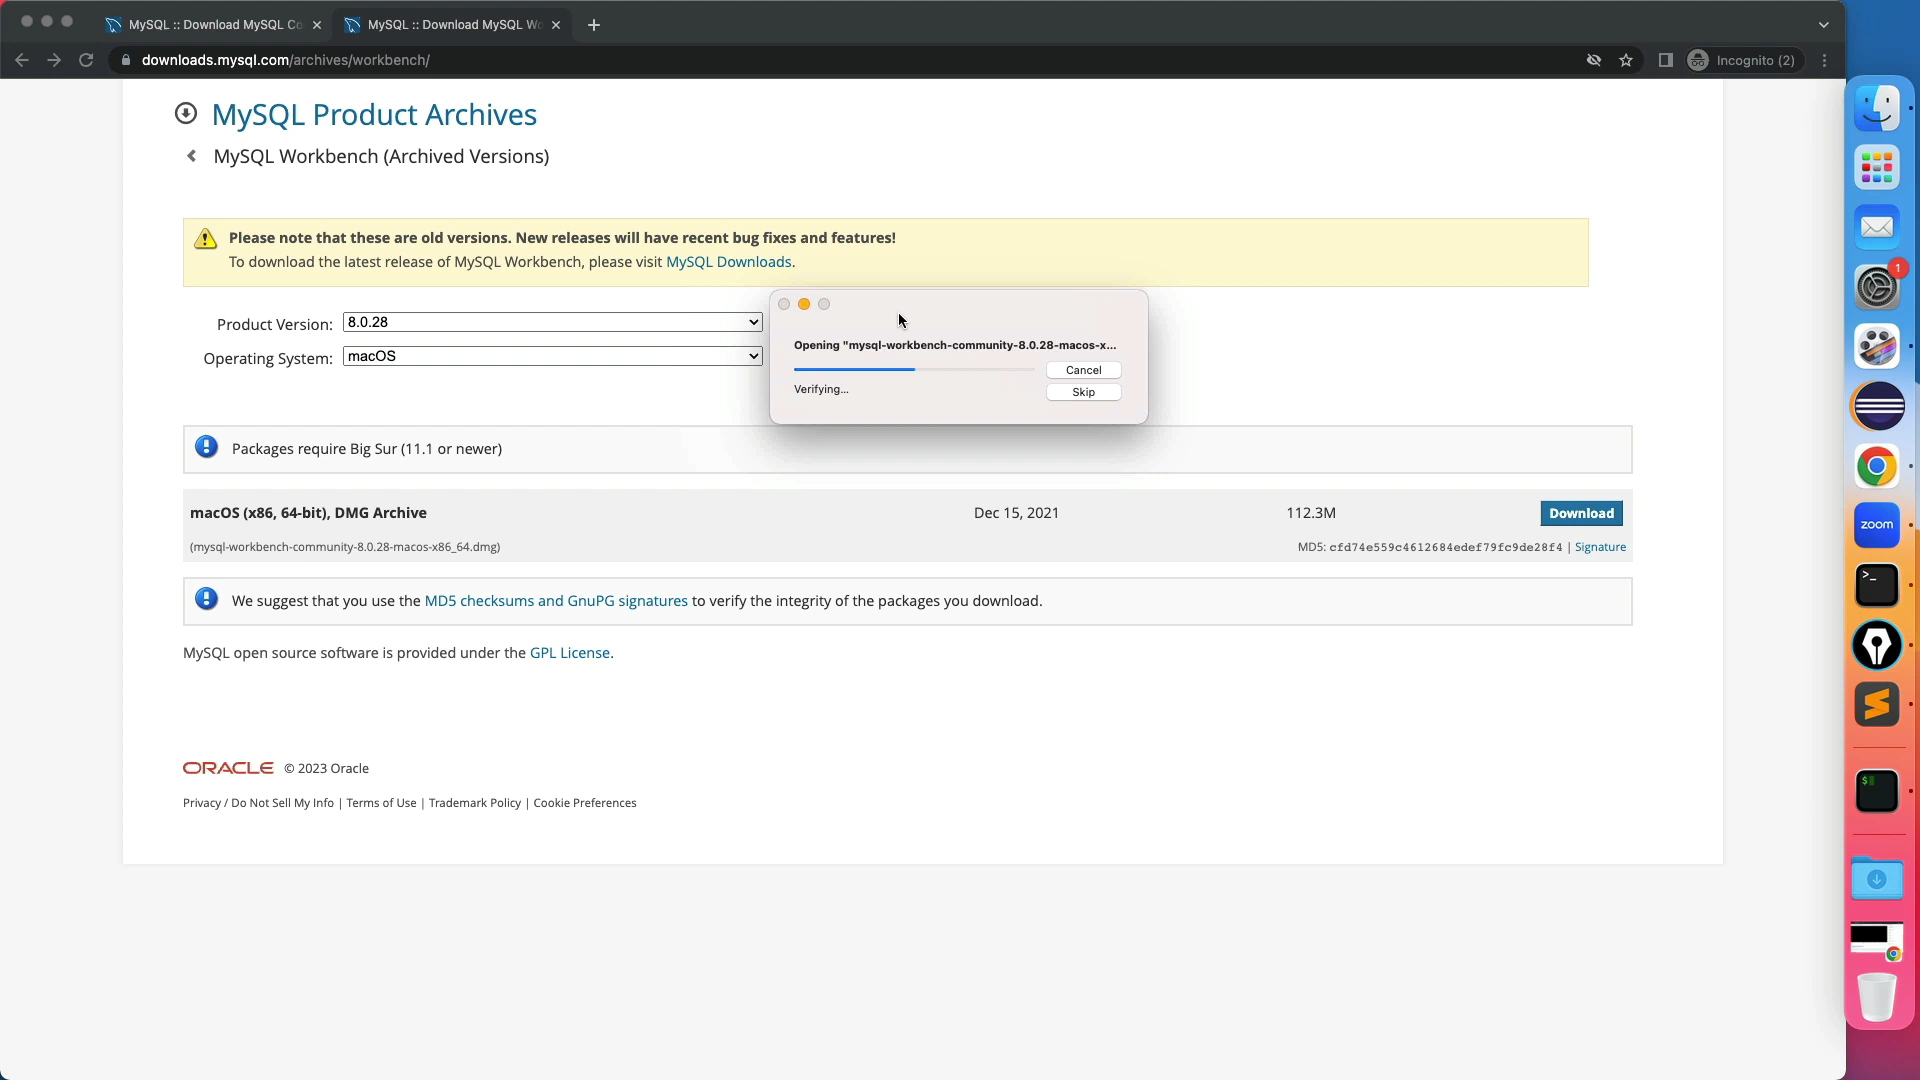 MySQL :: Download MySQL Co
MySQL :: Download MySQL Wo
downloads.mysql.com/archives/workbench/
Incognito (2)
MySQL Product Archives
MySQL Workbench (Archived Versions)
Please note that these are old versions. New releases will have recent bug fixes and features!
To download the latest release of MySQL Workbench, please visit MySQL Downloads.
Product Version: 8.0.28
Operating System: macOS
Opening "mysql-workbench-community-8.0.28-macos-x...
Cancel
Verifying...
Skip
Packages require Big Sur (11.1 or newer)
macOS (x86, 64-bit), DMG Archive Dec 15, 2021 112.3M Download
(mysql-workbench-community-8.0.28-macos-x86_64.dmg) MD5: cfd74e559c4612684edef79fc9de28f4 | Signature
We suggest that you use the MD5 checksums and GnuPG signatures to verify the integrity of the packages you download.
MySQL open source software is provided under the GPL License.
ORACLE © 2023 Oracle
Privacy / Do Not Sell My Info | Terms of Use | Trademark Policy | Cookie Preferences
1
zoom
>_
$